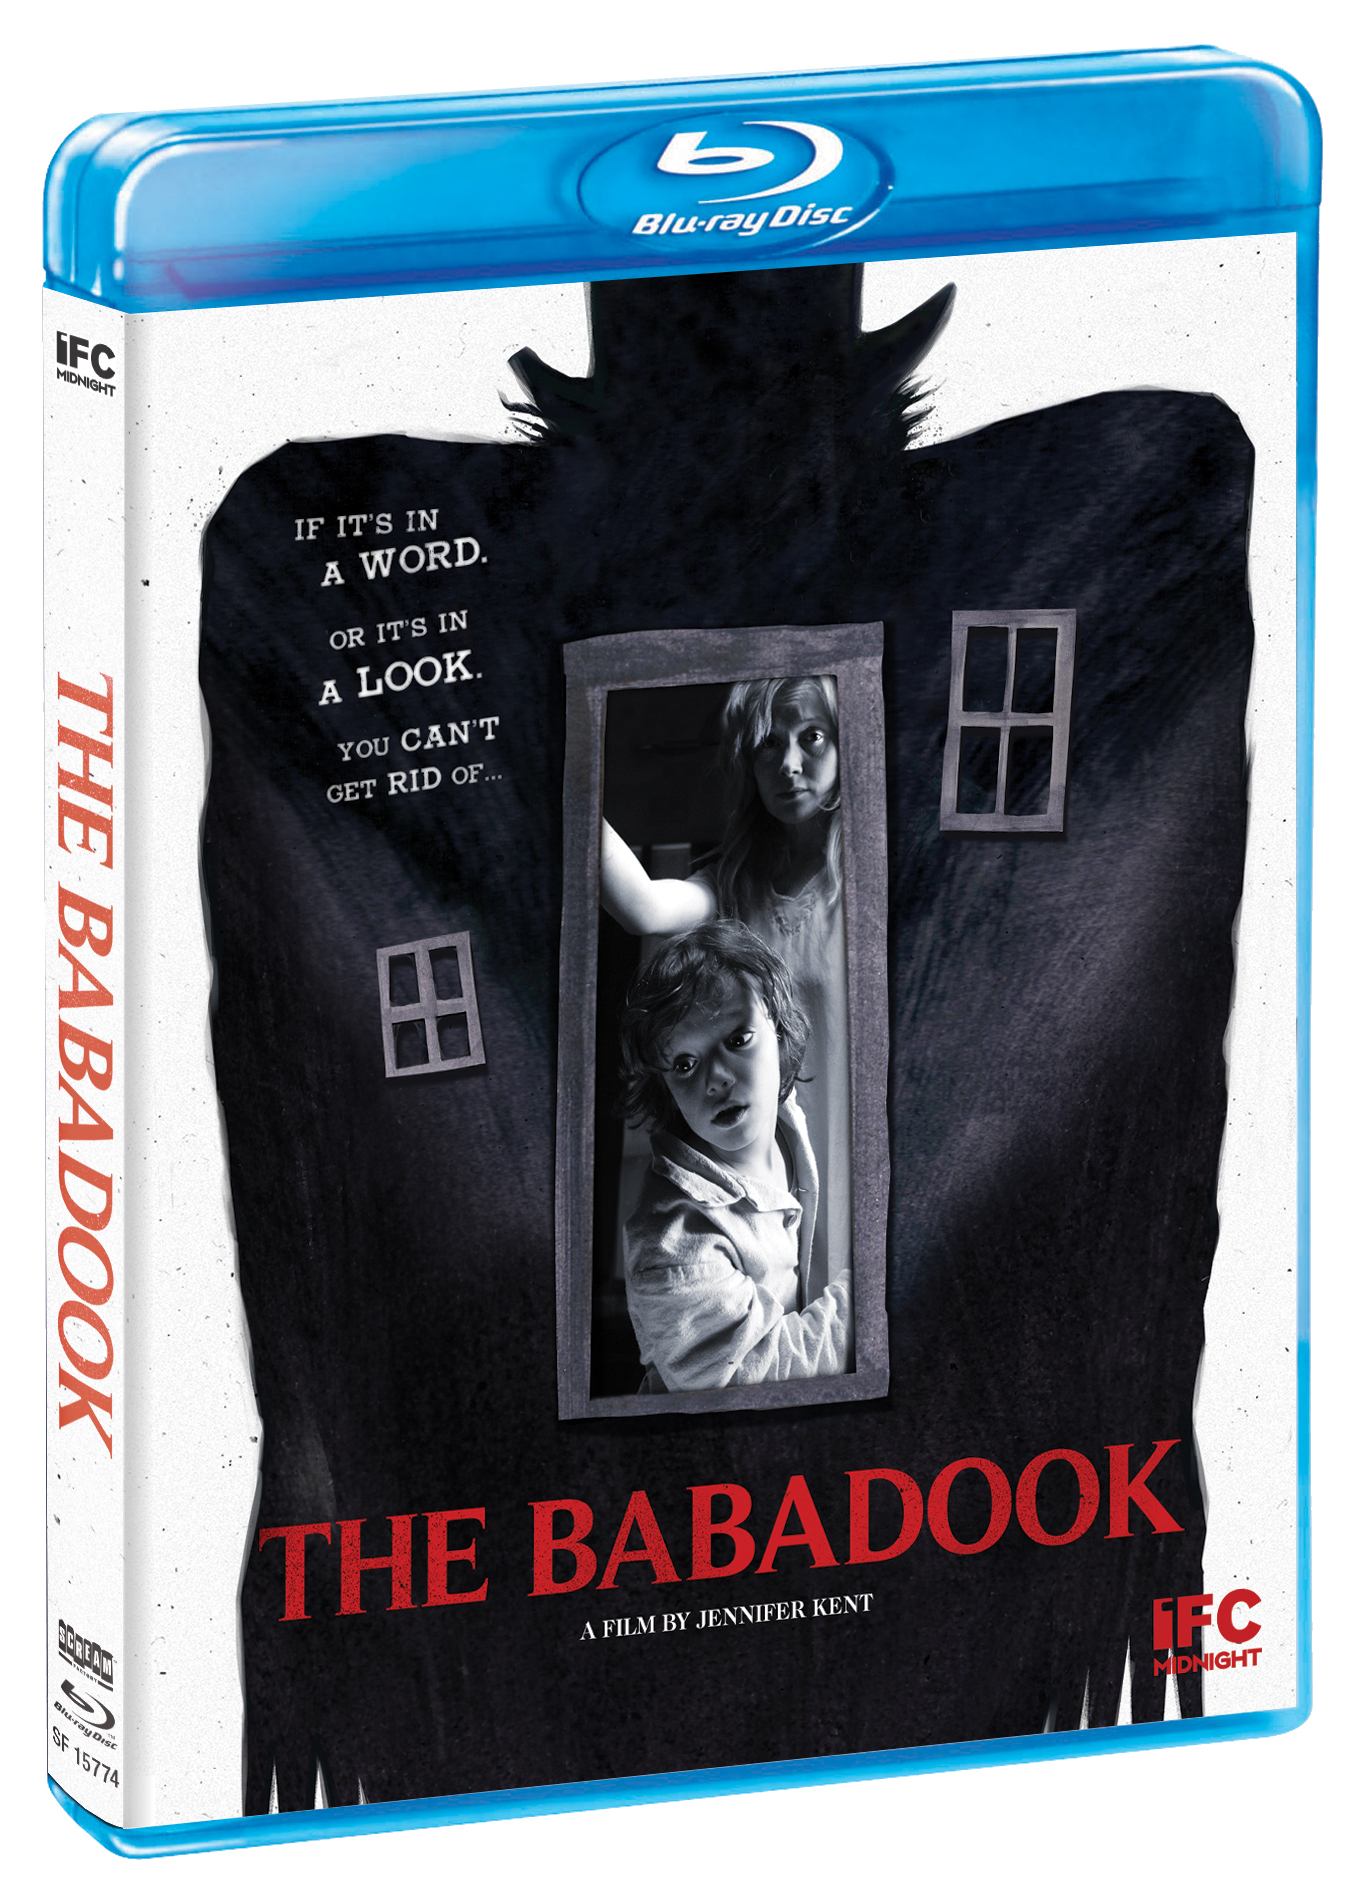 Blu-ray Disc
iFC
MIDNIGHT
THE BABADOOK
SCREAM
FACTORY
Blu-ray Disc
SF 15774
IF IT'S IN
A WORD.
OR IT'S IN
A LOOK.
YOU CAN'T
GET RID OF...
THE BABADOOK
A FILM BY JENNIFER KENT
iFC
MIDNIGHT